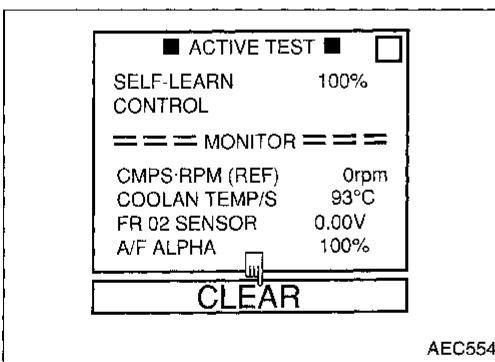 ■ ACTIVE TEST ■
SELF-LEARN 100%
CONTROL
=== MONITOR ===
CMPS·RPM (REF) 0rpm
COOLAN TEMP/S 93°C
FR 02 SENSOR 0.00V
A/F ALPHA 100%
CLEAR
AEC554